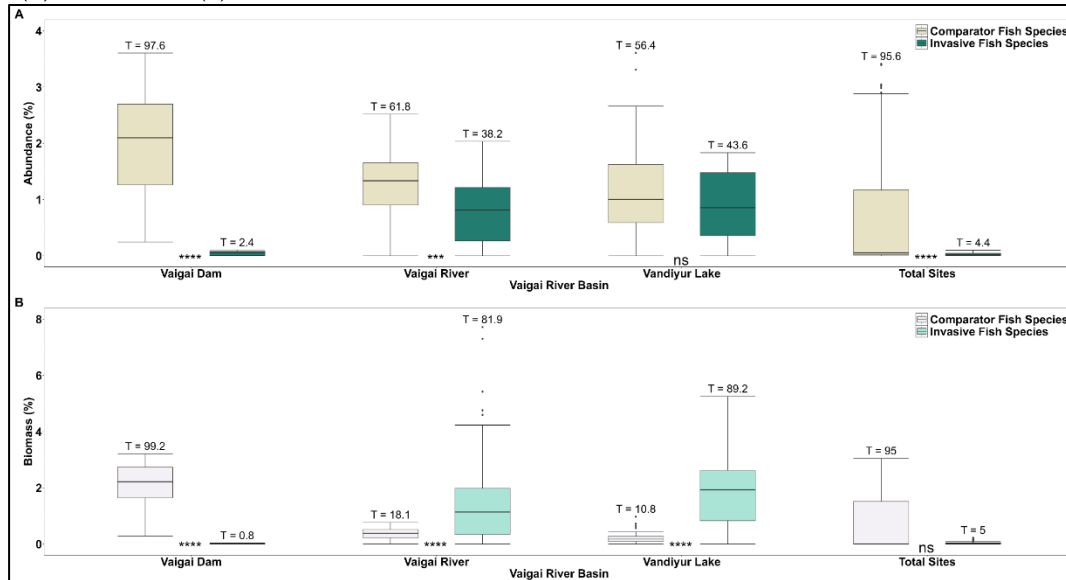 A
Comparator Fish Species
Invasive Fish Species
Abundance (%)
4
3
2
1
0
T = 97.6
T = 2.4
****
T = 61.8
T = 38.2
***
T = 56.4
T = 43.6
ns
T = 95.6
T = 4.4
****
Vaigai Dam
Vaigai River
Vandiyur Lake
Total Sites
Vaigai River Basin
B
Comparator Fish Species
Invasive Fish Species
Biomass (%)
8
6
4
2
0
T = 99.2
T = 0.8
****
T = 18.1
T = 81.9
****
T = 10.8
T = 89.2
****
T = 95
T = 5
ns
Vaigai Dam
Vaigai River
Vandiyur Lake
Total Sites
Vaigai River Basin